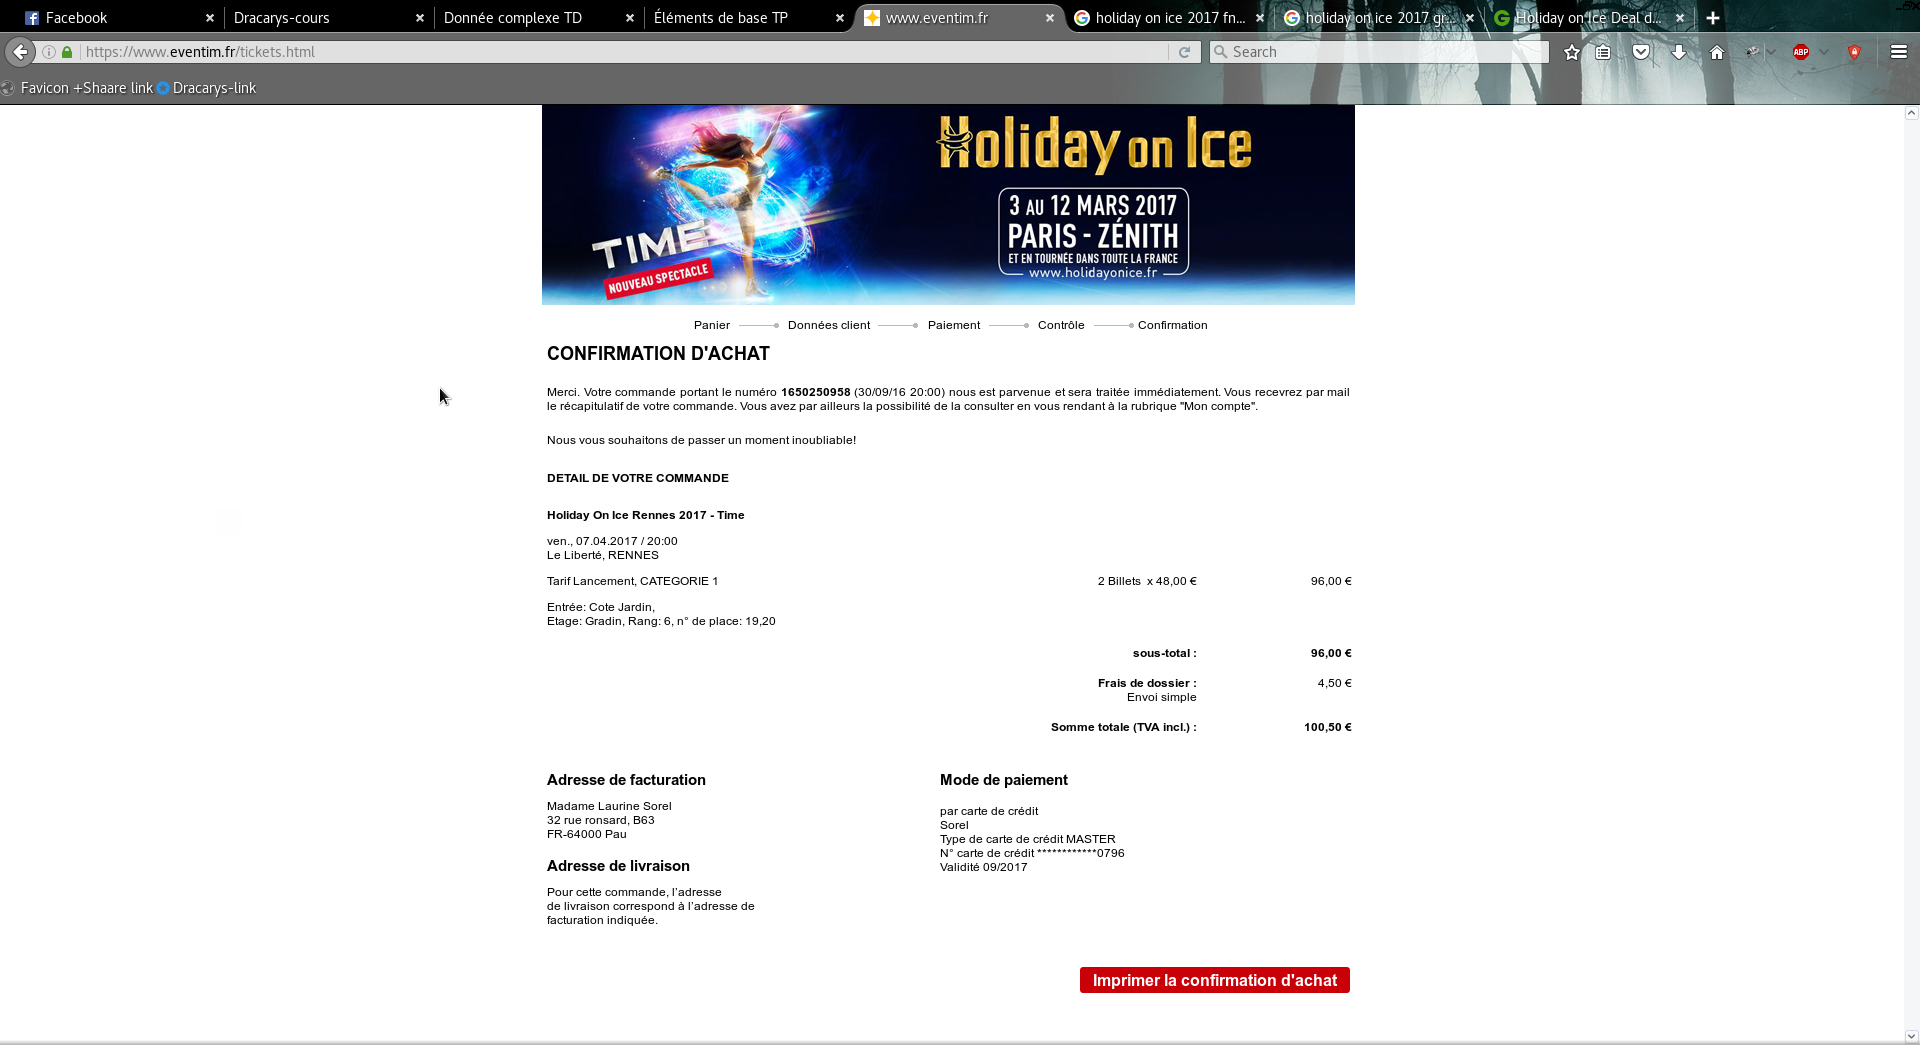 Facebook
Dracarys-cours
Donnée complexe TD
Éléments de base TP
www.eventim.fr
holiday on ice 2017 fn...
holiday on ice 2017 gr...
Holiday on Ice Deal d...
https://www.eventim.fr/tickets.html
Search
ABP
Favicon +Shaare link
Dracarys-link
Holiday on Ice
3 AU 12 MARS 2017
PARIS - ZÉNITH
ET EN TOURNÉE DANS TOUTE LA FRANCE
www.holidayonice.fr
TIME
NOUVEAU SPECTACLE
Panier Données client Paiement Contrôle Confirmation
CONFIRMATION D'ACHAT
Merci. Votre commande portant le numéro 1650250958 (30/09/16 20:00) nous est parvenue et sera traitée immédiatement. Vous recevrez par mail
le récapitulatif de votre commande. Vous avez par ailleurs la possibilité de la consulter en vous rendant à la rubrique "Mon compte".
Nous vous souhaitons de passer un moment inoubliable!
DETAIL DE VOTRE COMMANDE
Holiday On Ice Rennes 2017 - Time
ven., 07.04.2017 / 20:00
Le Liberté, RENNES
Tarif Lancement, CATEGORIE 1 2 Billets x 48,00 € 96,00 €
Entrée: Cote Jardin,
Etage: Gradin, Rang: 6, n° de place: 19,20
sous-total : 96,00 €
Frais de dossier : 4,50 €
Envoi simple
Somme totale (TVA incl.) : 100,50 €
Adresse de facturation
Madame Laurine Sorel
32 rue ronsard, B63
FR-64000 Pau
Adresse de livraison
Pour cette commande, l'adresse
de livraison correspond à l'adresse de
facturation indiquée.
Mode de paiement
par carte de crédit
Sorel
Type de carte de crédit MASTER
N° carte de crédit ************0796
Validité 09/2017
Imprimer la confirmation d'achat